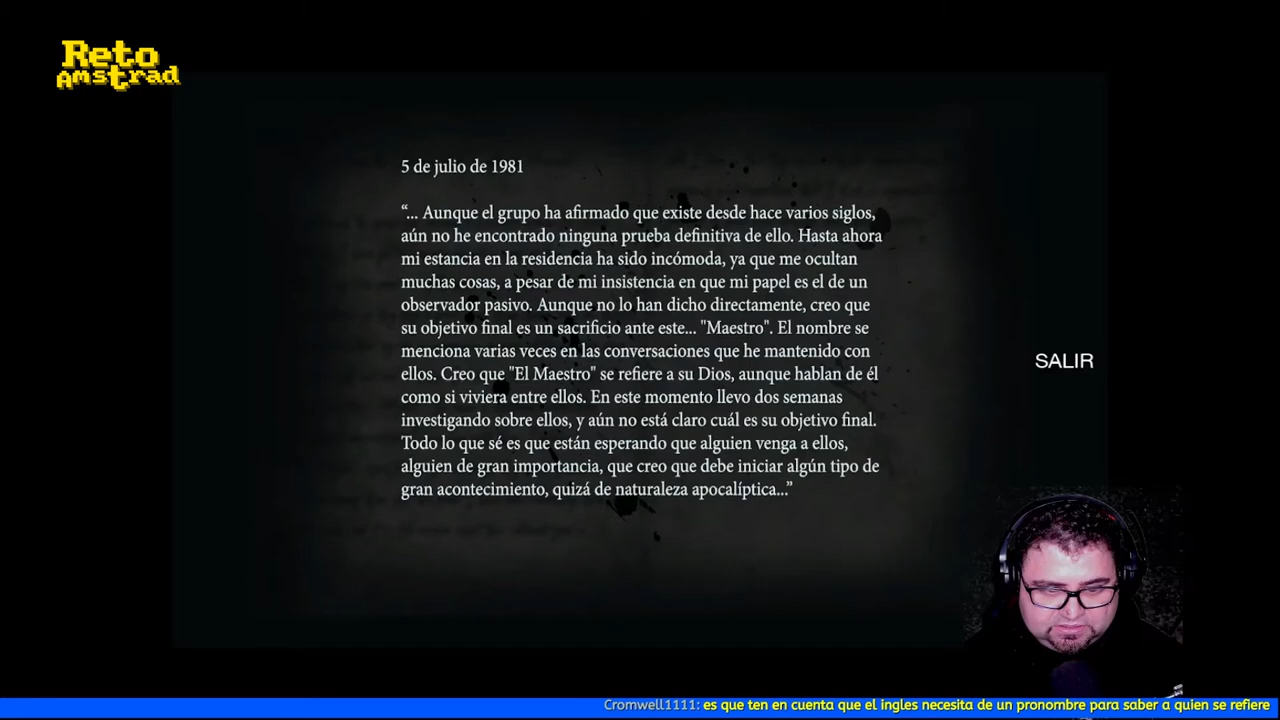 Reto
Amstrad
5 de julio de 1981
“... Aunque el grupo ha afirmado que existe desde hace varios siglos,
aún no he encontrado ninguna prueba definitiva de ello. Hasta ahora
mi estancia en la residencia ha sido incómoda, ya que me ocultan
muchas cosas, a pesar de mi insistencia en que mi papel es el de un
observador pasivo. Aunque no lo han dicho directamente, creo que
su objetivo final es un sacrificio ante este... "Maestro". El nombre se
menciona varias veces en las conversaciones que he mantenido con
ellos. Creo que "El Maestro" se refiere a su Dios, aunque hablan de él
como si viviera entre ellos. En este momento llevo dos semanas
investigando sobre ellos, y aún no está claro cuál es su objetivo final.
Todo lo que sé es que están esperando que alguien venga a ellos,
alguien de gran importancia, que creo que debe iniciar algún tipo de
gran acontecimiento, quizá de naturaleza apocalíptica...”
SALIR
Cromwell1111: es que ten en cuenta que el ingles necesita de un pronombre para saber a quien se refiere